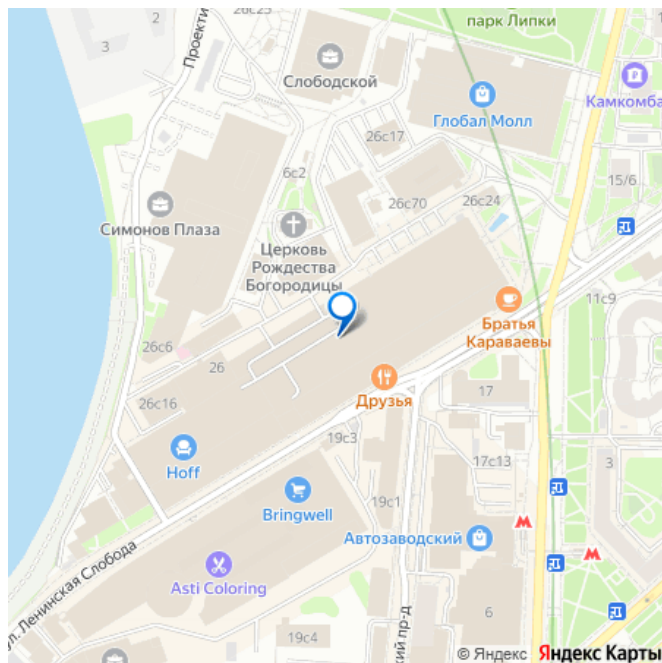 26с25
парк Липки
2
3
Проекти
Слободской
Глобал Молл
Камкомба
26с17
6с2
15/6
26с70
26с24
Симонов Плаза
Церковь
Рождества
Богородицы
11с9
Братья
Караваевы
26с6
26
Друзья
17
26с16
19с3
Hoff
17с13
3
Bringwell
19с1
Автозаводский
ул. Ленинская Слобода
Asti Coloring
6
кий пр-д
19с4
© Яндекс Яндекс Карты